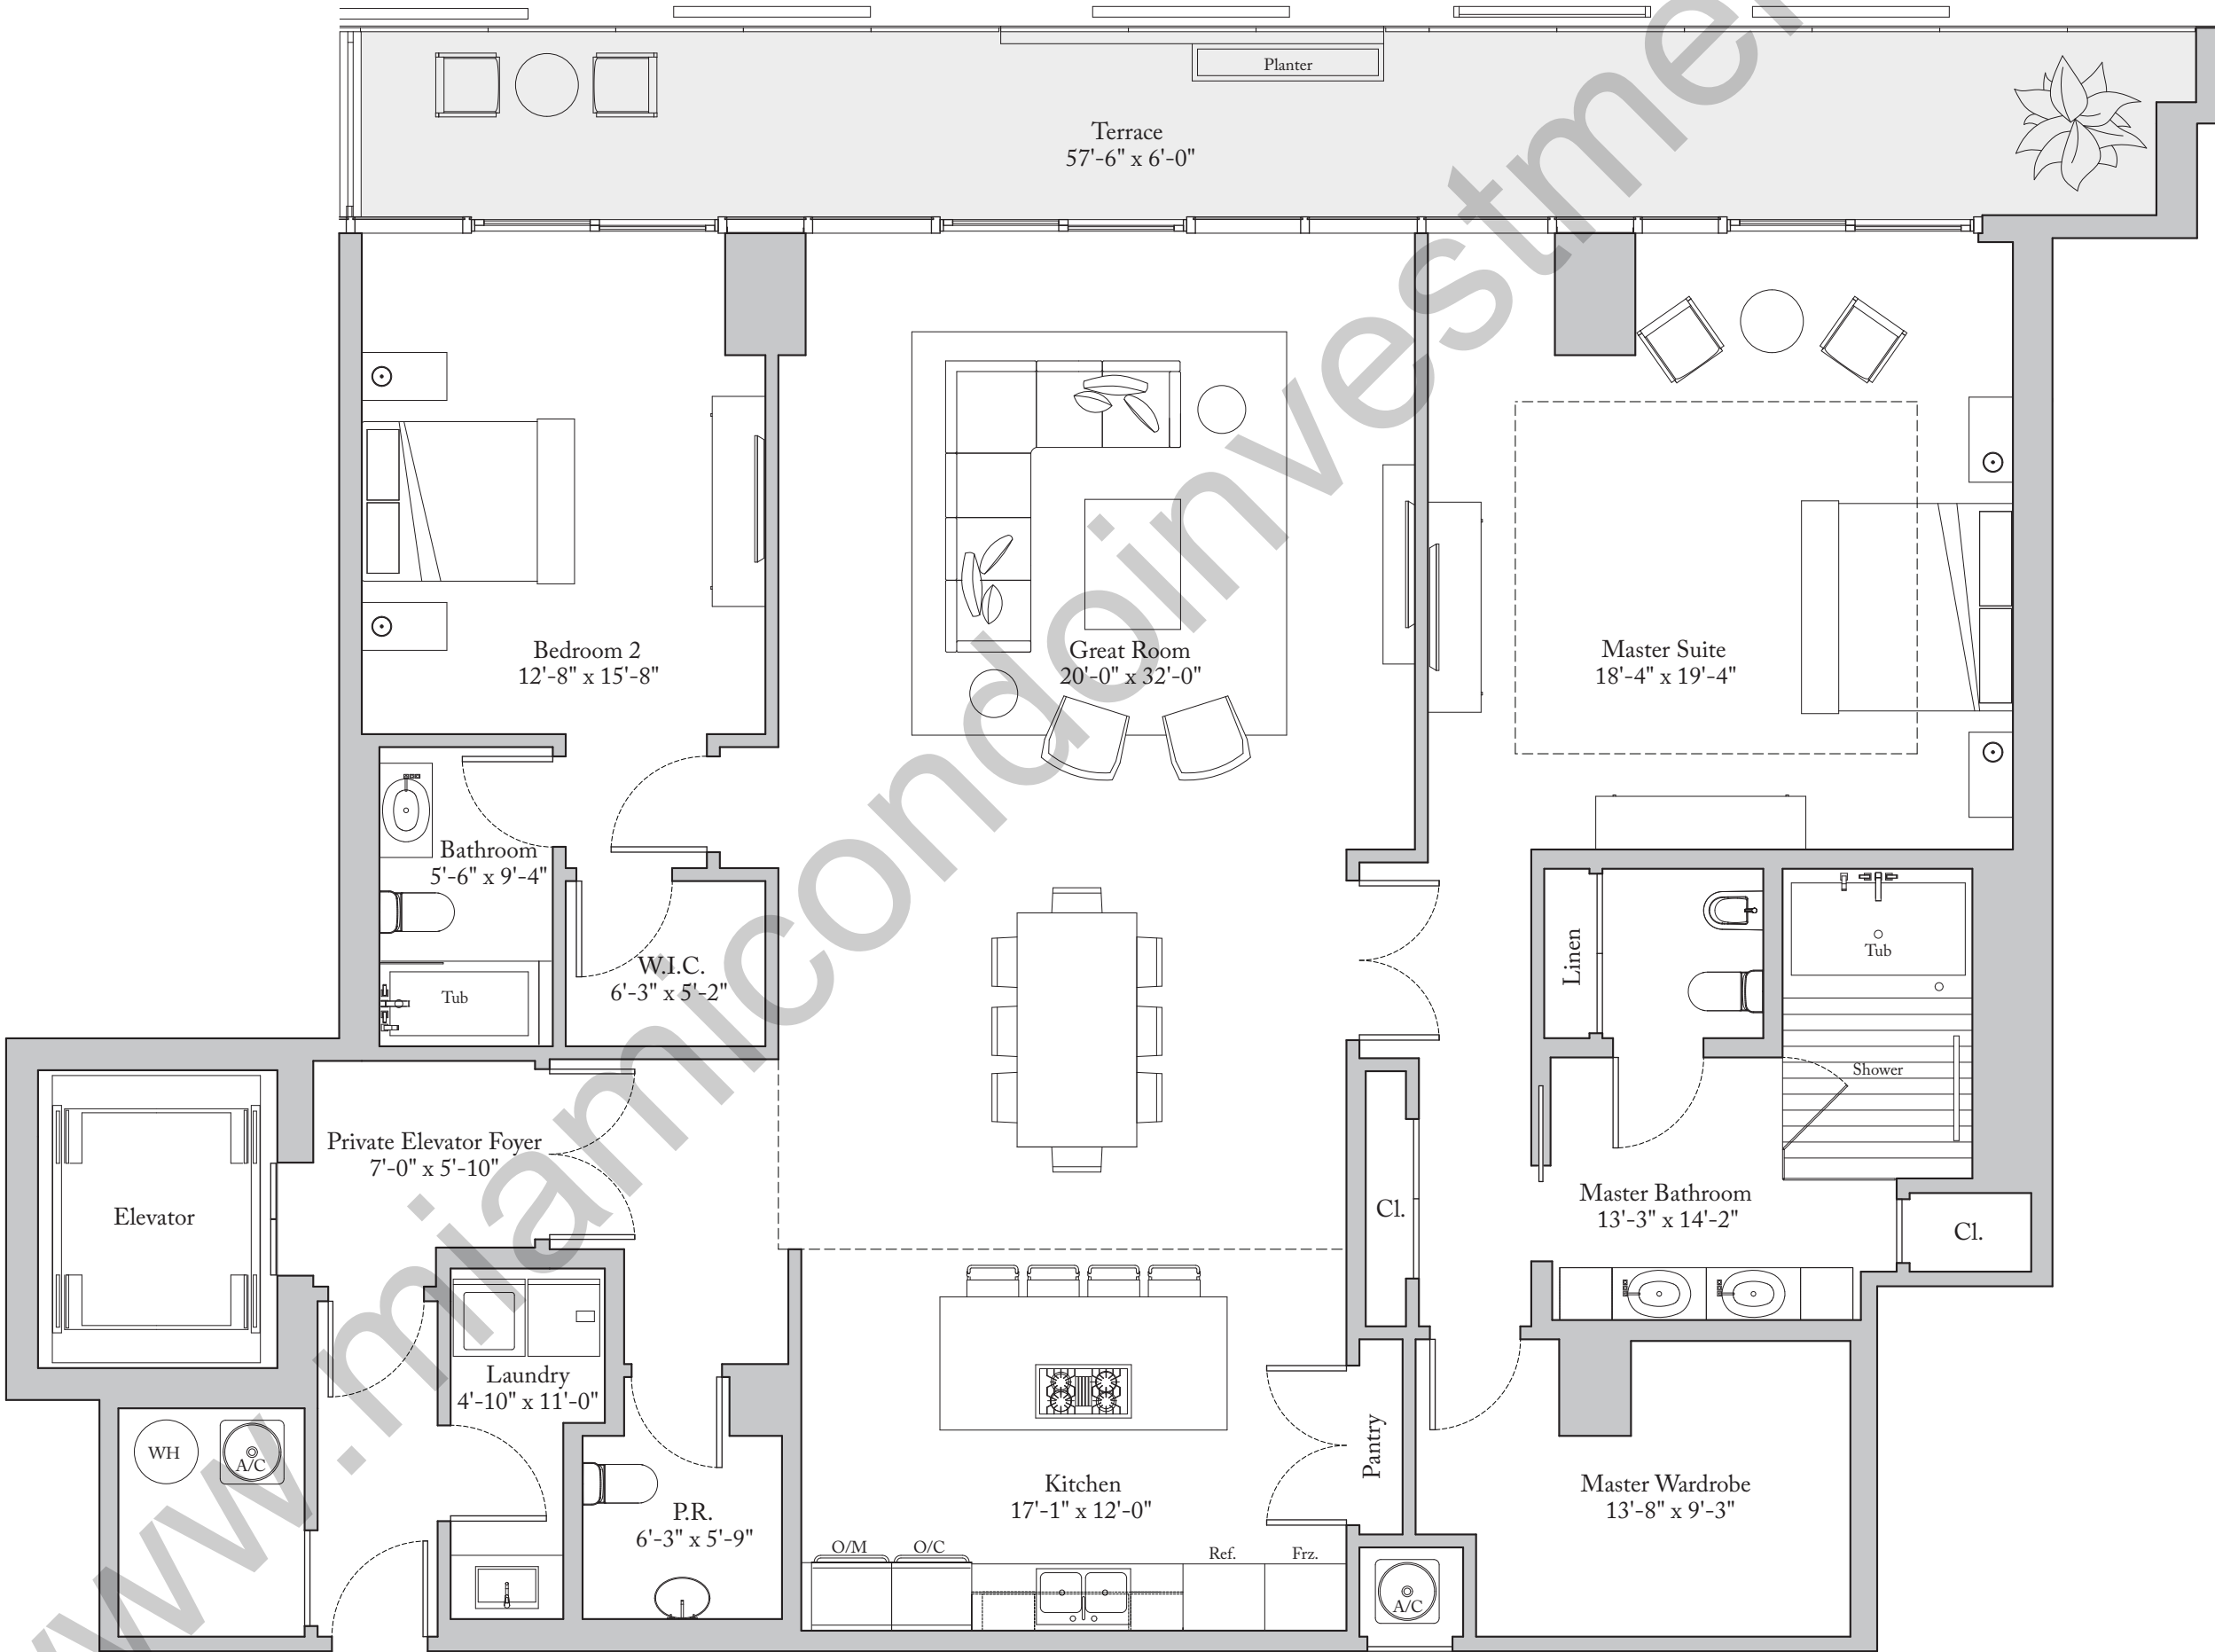 Planter
Terrace
57'-6" x 6'-0"
Bedroom 2
12'-8" x 15'-8"
Great Room
20'-0" x 32'-0"
Master Suite
18'-4" x 19'-4"
Bathroom
5'-6" x 9'-4"
Tub
W.I.C.
6'-3" x 5'-2"
Linen
Tub
Shower
Private Elevator Foyer
7'-0" x 5'-10"
Elevator
Cl.
Master Bathroom
13'-3" x 14'-2"
Cl.
Laundry
4'-10" x 11'-0"
WH
A/C
P.R.
6'-3" x 5'-9"
Kitchen
17'-1" x 12'-0"
Pantry
Master Wardrobe
13'-8" x 9'-3"
O/M
O/C
Ref.
Frz.
A/C
www.miamicondoinvestme